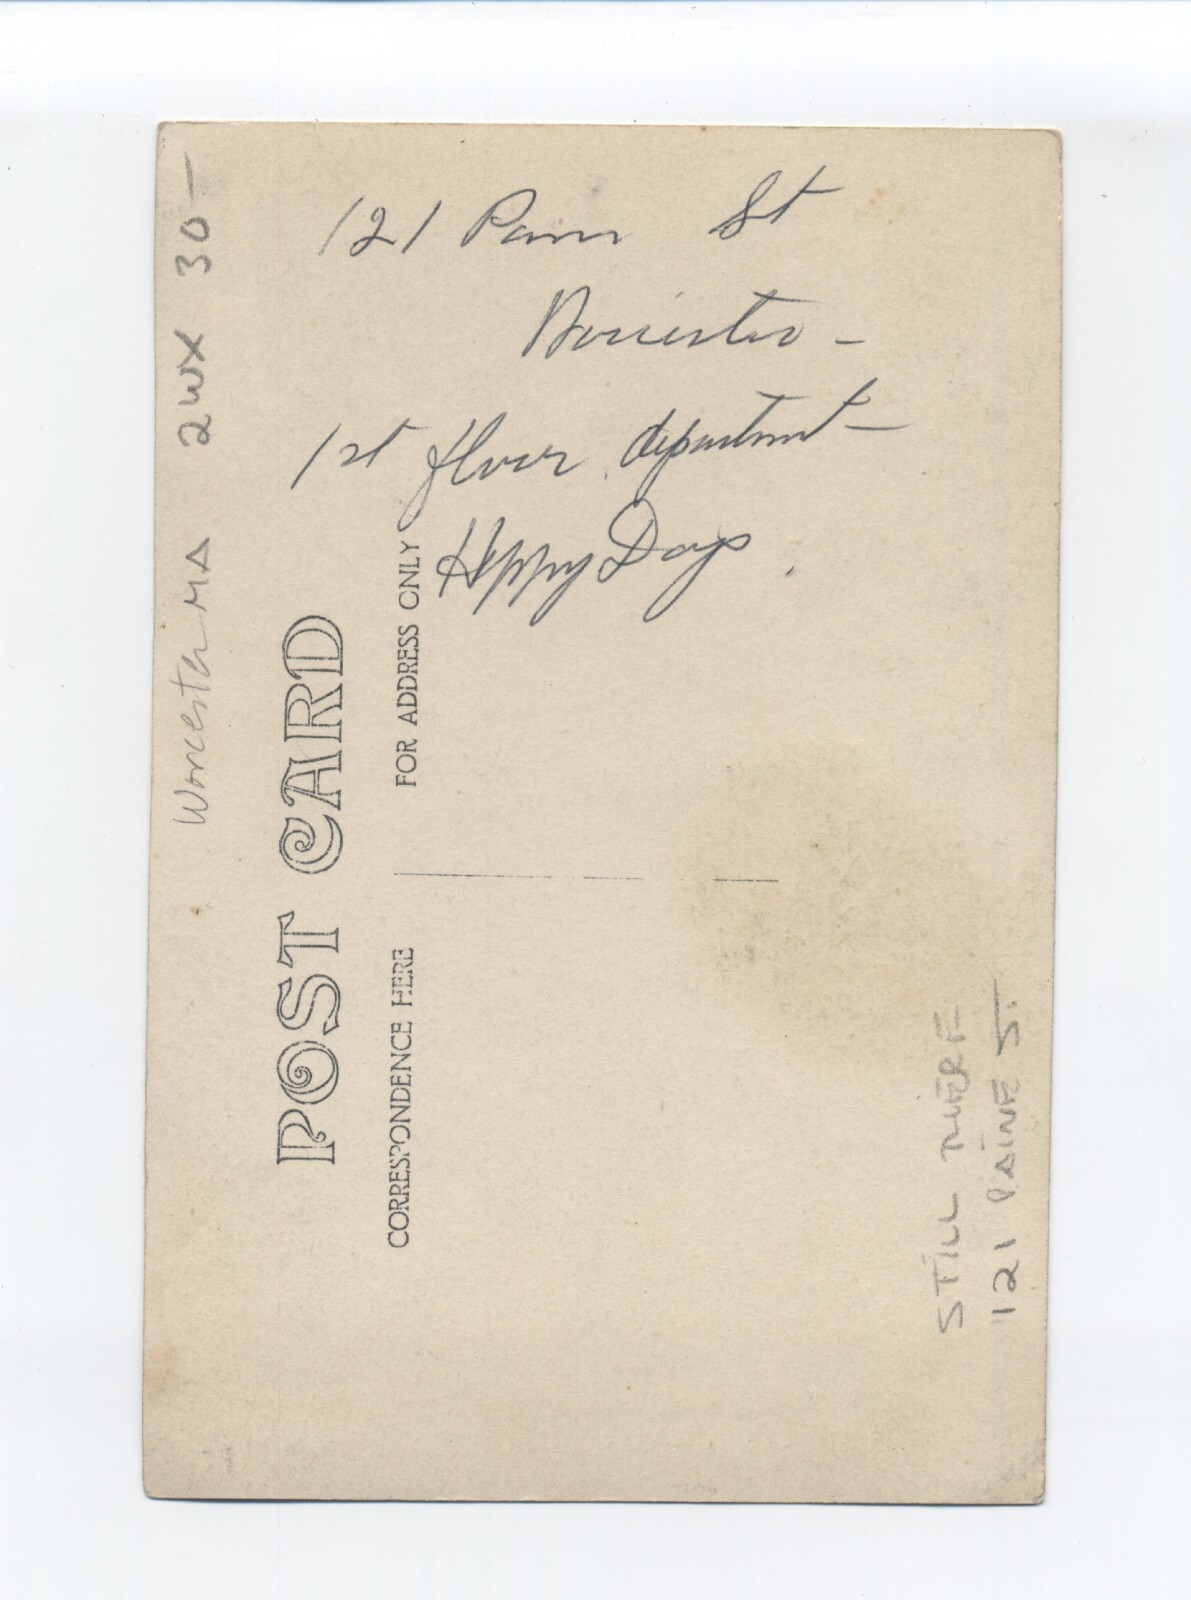 121 Pain St
Worcester -
1st floor department -
Happy Days
POST CARD
CORRESPONDENCE HERE
FOR ADDRESS ONLY
Worcester MA 2WX 30-
STILL THERE
121 PAINE ST.